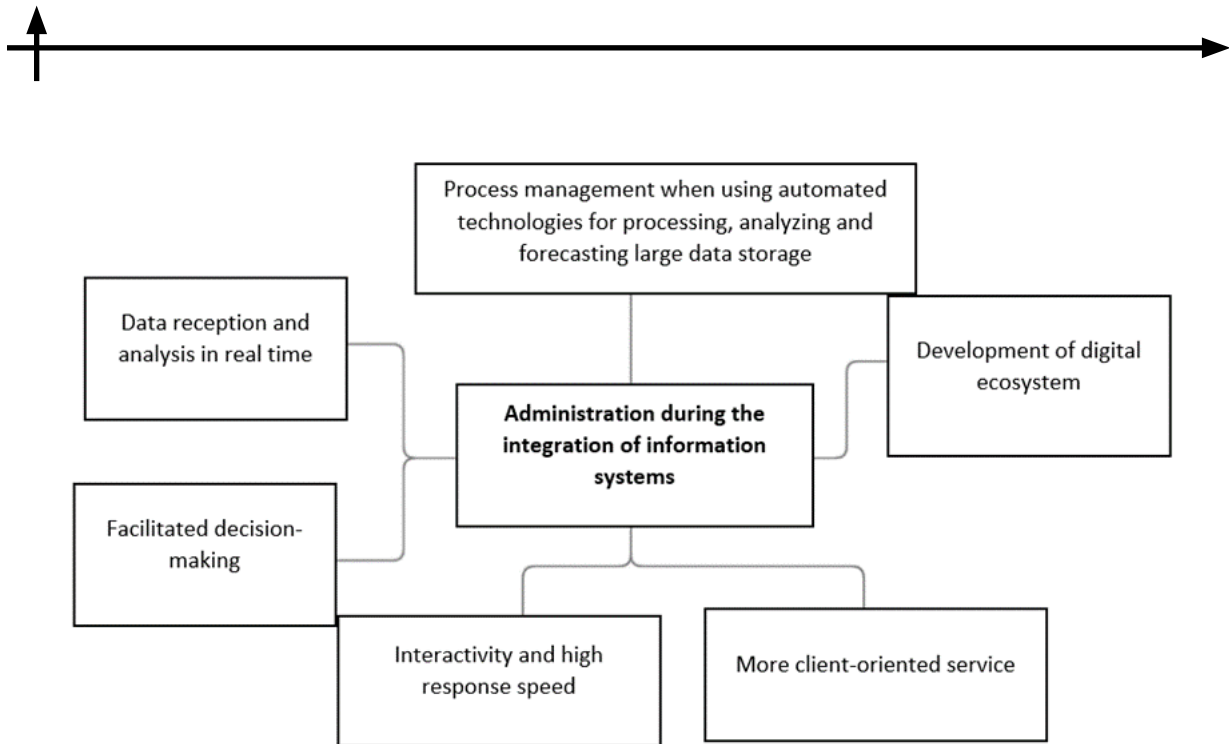 Process management when using automated
technologies for processing, analyzing and
forecasting large data storage
Data reception and
analysis in real time
Development of digital
ecosystem
Administration during the
integration of information
systems
Facilitated decision-
making
Interactivity and high
response speed
More client-oriented service